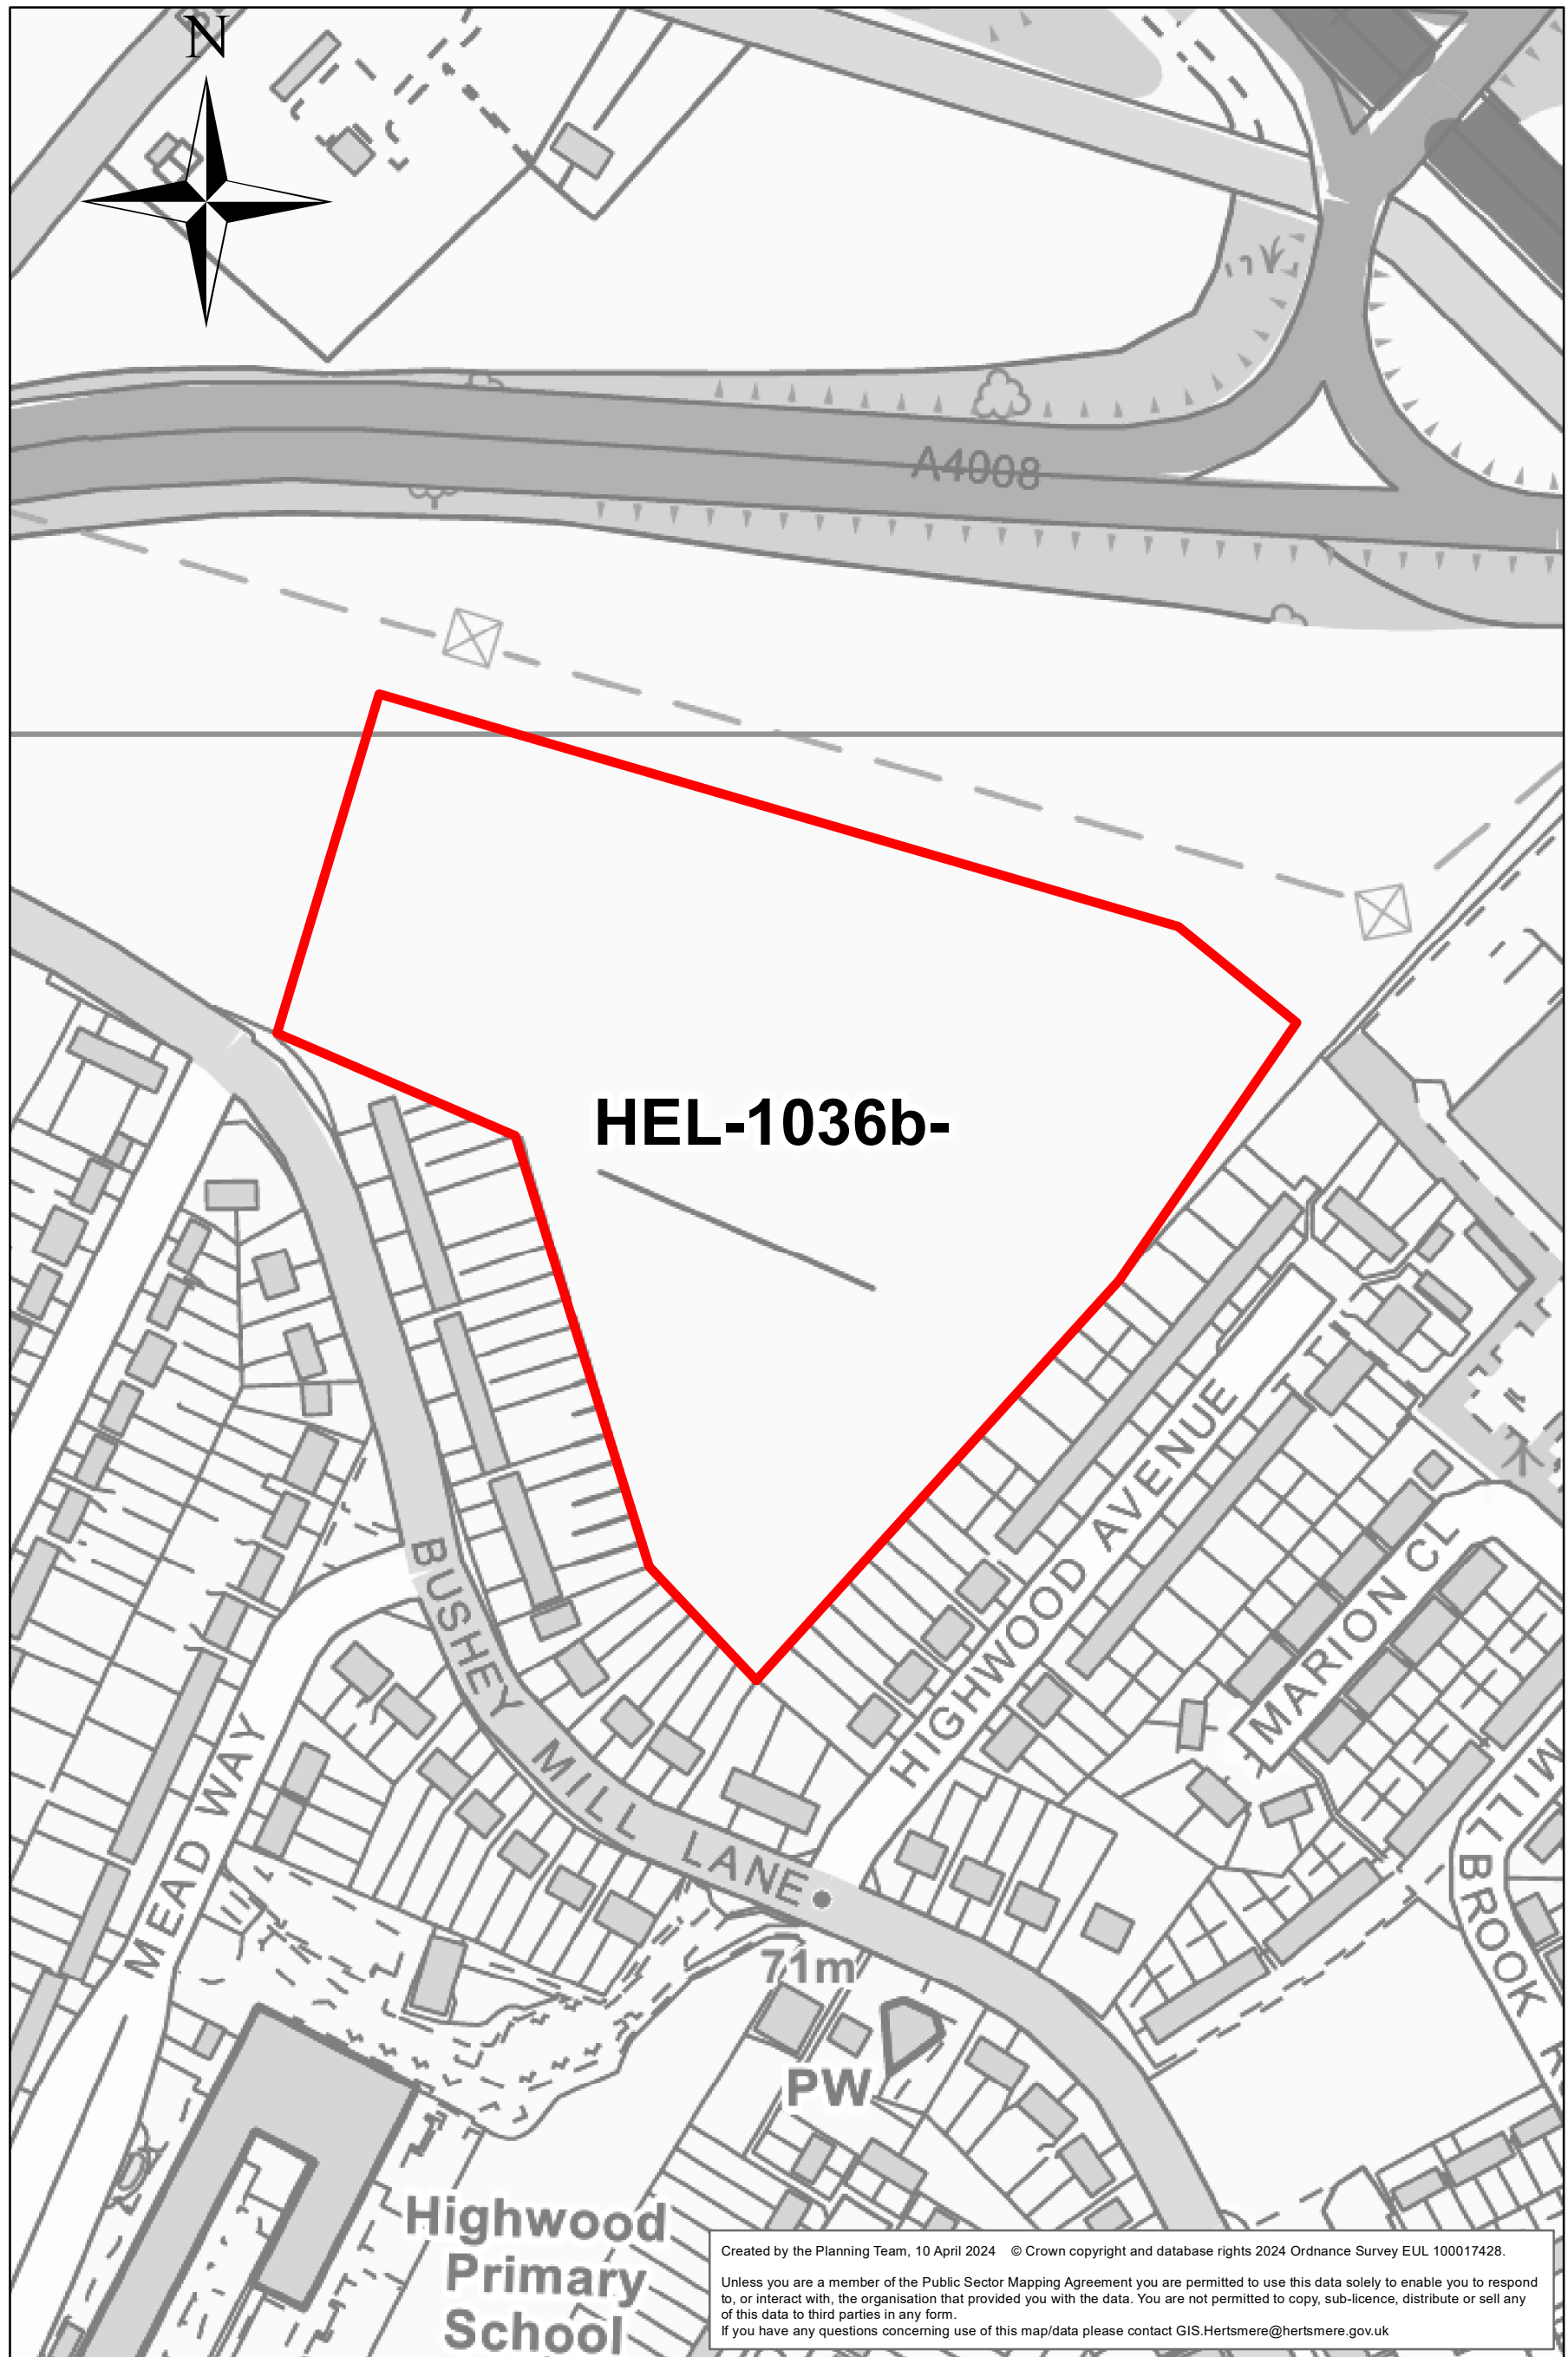 N
A4008
HEL-1036b-
HIGHWOOD AVENUE
MARION CL
BUSHEY MILL LANE
MEAD WAY
MILL
BROOK
71m
PW
Highwood
Primary
School
Created by the Planning Team, 10 April 2024 © Crown copyright and database rights 2024 Ordnance Survey EUL 100017428.
Unless you are a member of the Public Sector Mapping Agreement you are permitted to use this data solely to enable you to respond
to, or interact with, the organisation that provided you with the data. You are not permitted to copy, sub-licence, distribute or sell any
of this data to third parties in any form.
If you have any questions concerning use of this map/data please contact GIS.Hertsmere@hertsmere.gov.uk